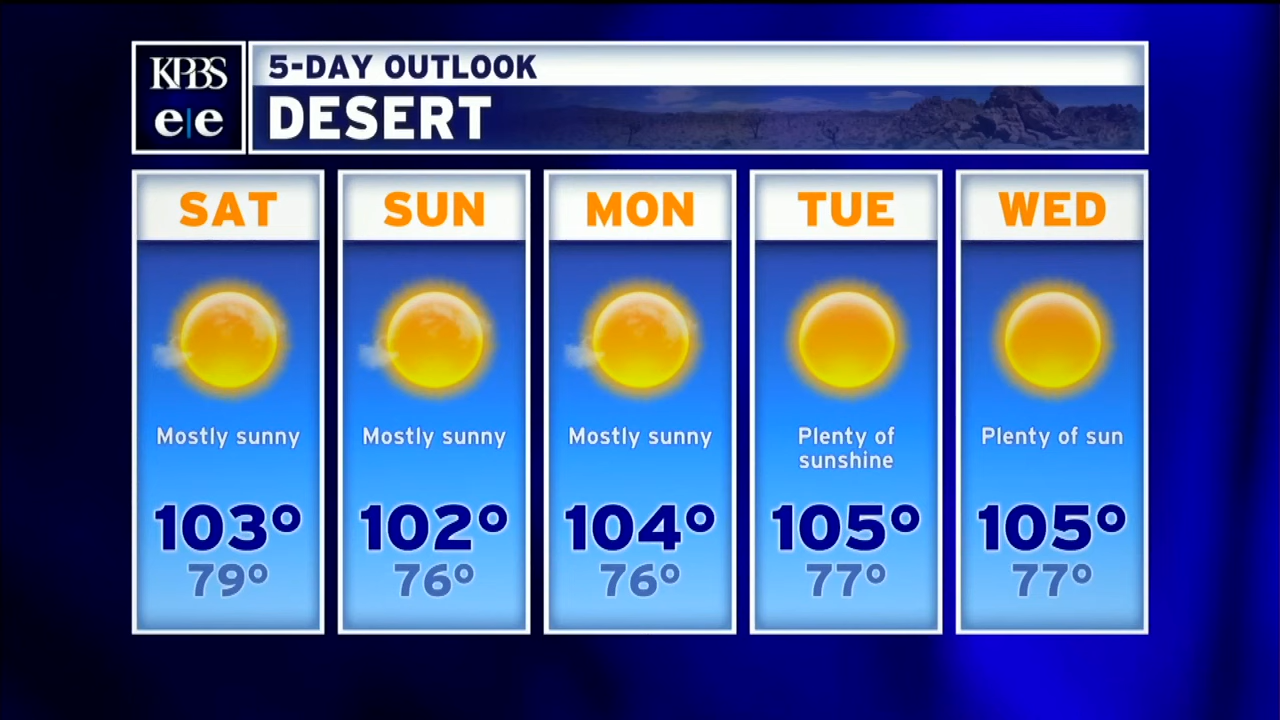 KPBS
e|e
5-DAY OUTLOOK
DESERT
SAT
Mostly sunny
103°
79°
SUN
Mostly sunny
102°
76°
MON
Mostly sunny
104°
76°
TUE
Plenty of
sunshine
105°
77°
WED
Plenty of sun
105°
77°